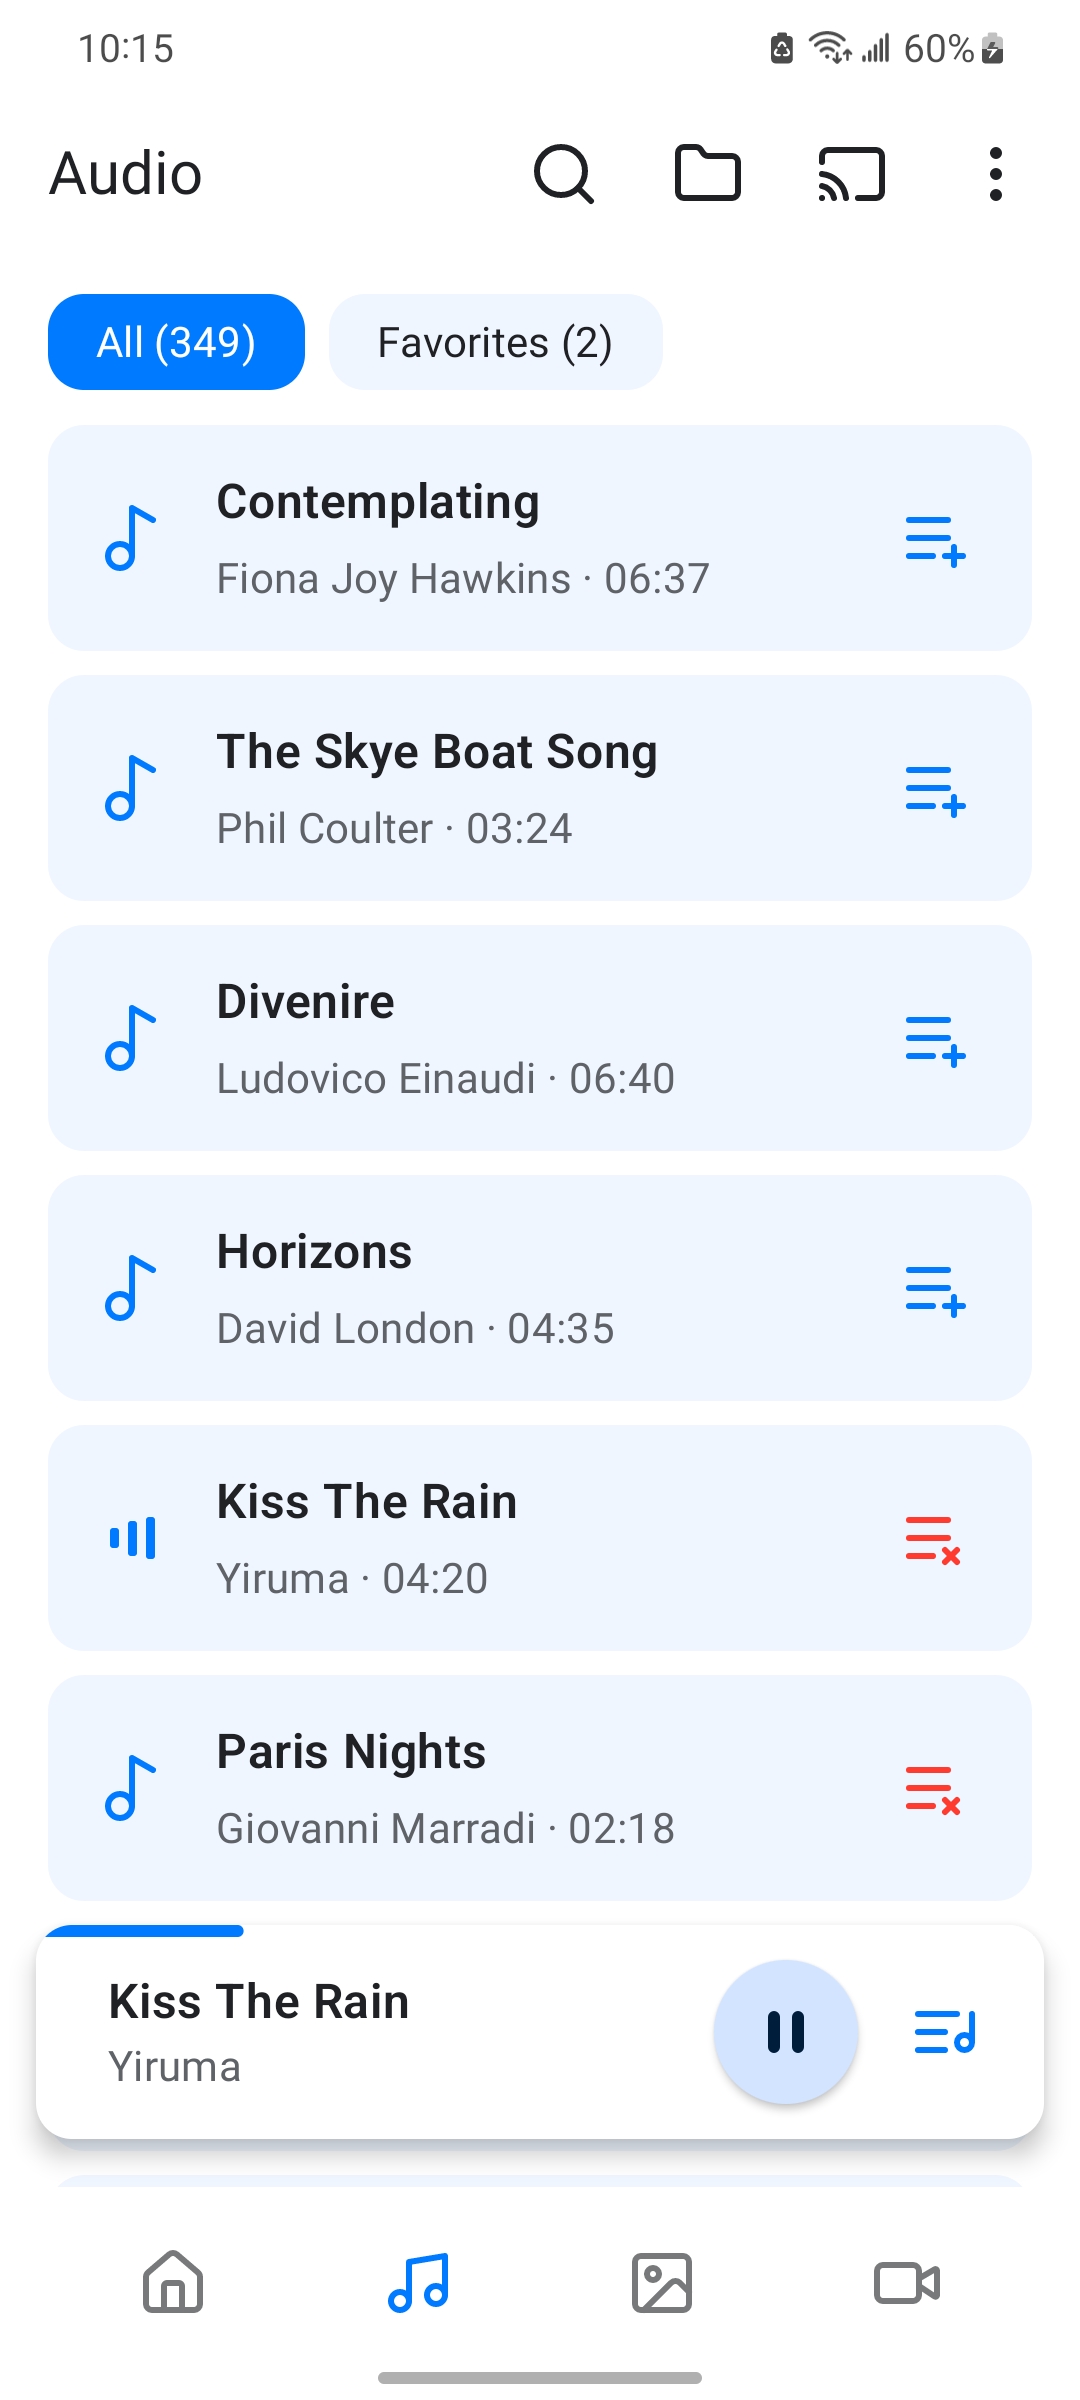 10:15
60%
Audio
All (349)
Favorites (2)
Contemplating
Fiona Joy Hawkins · 06:37
The Skye Boat Song
Phil Coulter · 03:24
Divenire
Ludovico Einaudi · 06:40
Horizons
David London · 04:35
Kiss The Rain
Yiruma · 04:20
Paris Nights
Giovanni Marradi · 02:18
Kiss The Rain
Yiruma